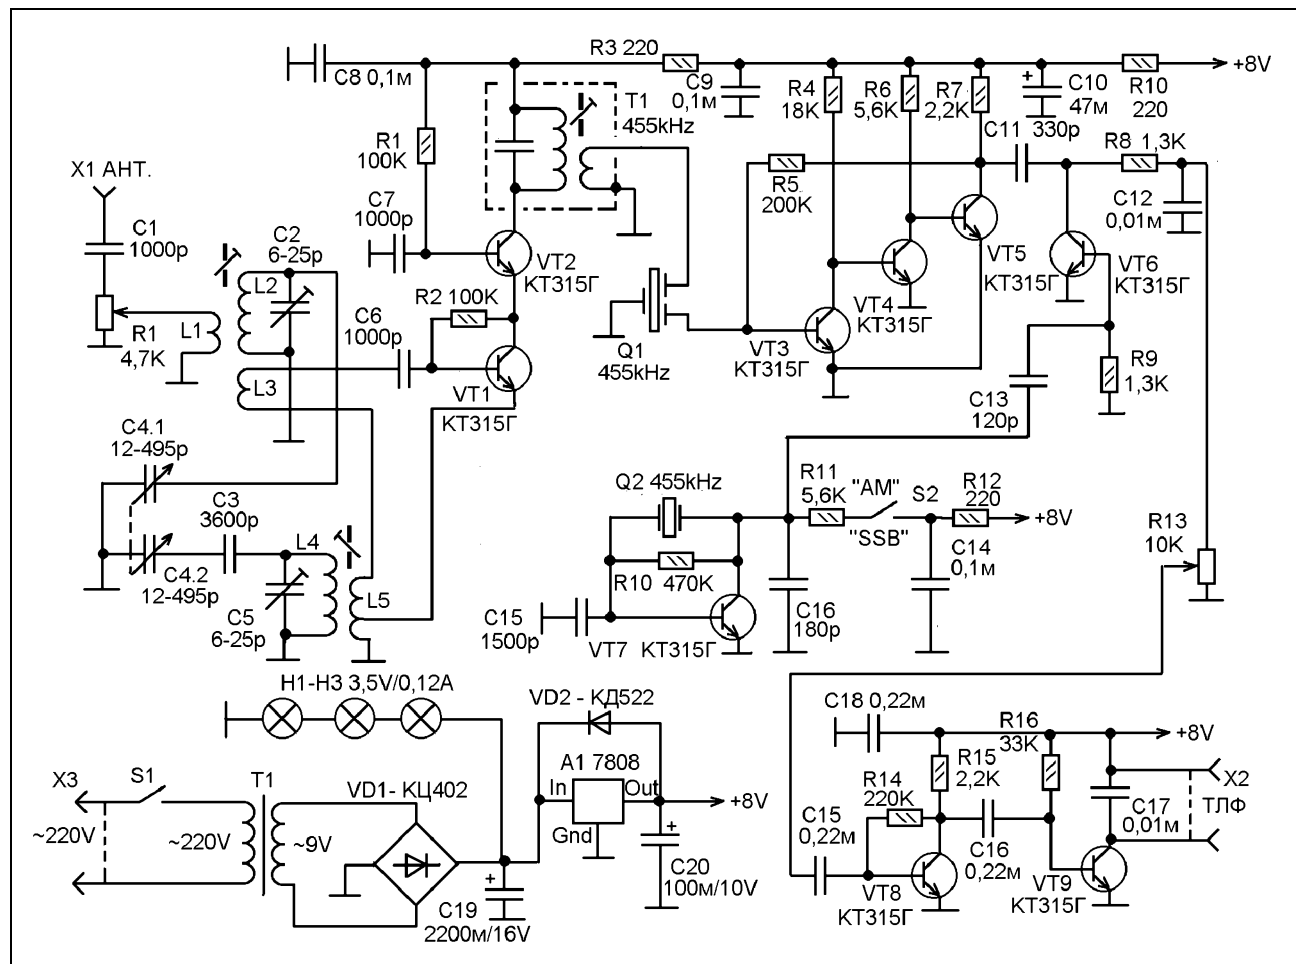 R3 220
C8 0,1м
C9
0,1м
R4
18K
R6
5,6K
R7
2,2K
+
C10
47м
R10
220
+8V
T1
455kHz
R1
100K
C11 330p
R8 1,3K
X1 АНТ.
R5
200K
C12
0,01м
C7
1000p
C1
1000p
C2
6-25p
VT2
КТ315Г
VT5
КТ315Г
VT6
КТ315Г
L2
R2 100K
VT4
КТ315Г
C6
1000p
L1
R1
4,7K
Q1
455kHz
VT3
КТ315Г
R9
1,3K
L3
VT1
КТ315Г
C13
120p
C4.1
12-495p
Q2 455kHz
R11
5,6K
"AM"
S2
R12
220
+8V
"SSB"
C3
3600p
R13
10K
L4
C14
0,1м
C4.2
12-495p
R10 470K
C5
6-25p
L5
C15
1500p
VT7 КТ315Г
C16
180p
H1-H3 3,5V/0,12A
VD2 - КД522
C18 0,22м
R16
33K
+8V
X3
S1
T1
VD1- КЦ402
A1 7808
In
Out
Gnd
+8V
R15
2,2K
R14
220K
X2
ТЛФ
~220V
~220V
~9V
C15
0,22м
C17
0,01м
+
C20
100м/10V
+
C19
2200м/16V
C16
0,22м
VT8
КТ315Г
VT9
КТ315Г